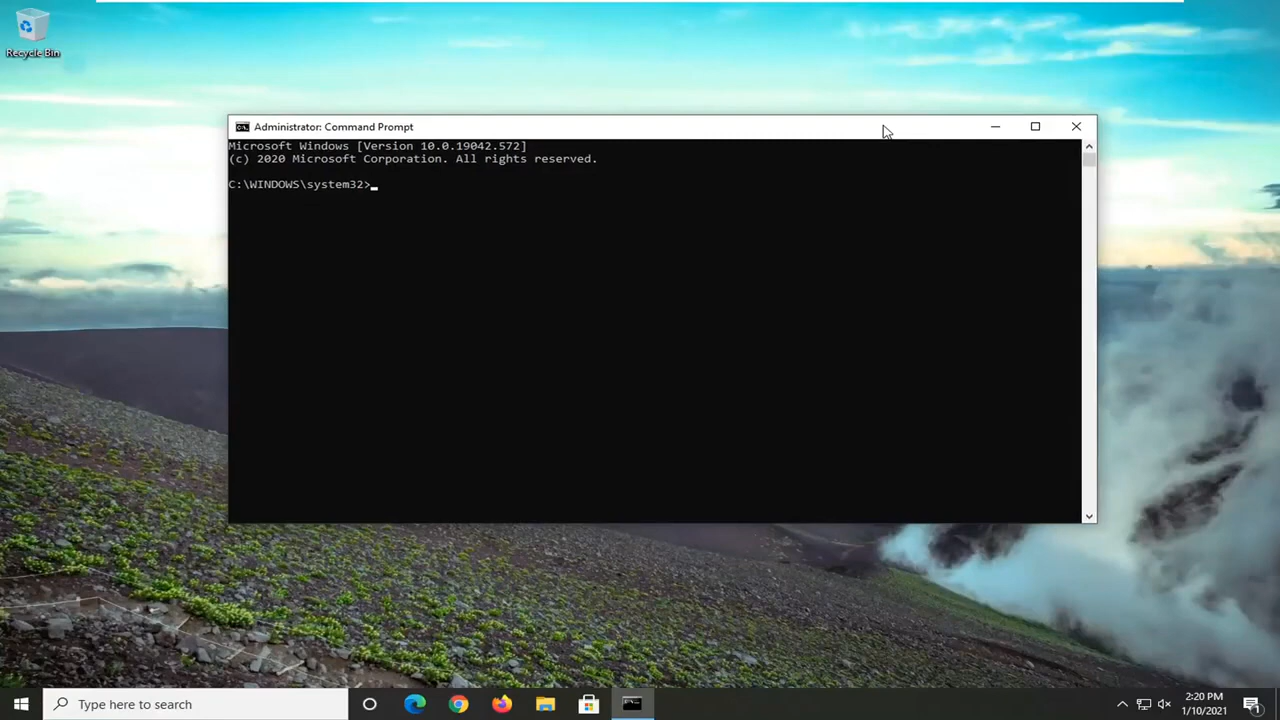 Recycle Bin
Administrator: Command Prompt
Microsoft Windows [Version 10.0.19042.572]
(c) 2020 Microsoft Corporation. All rights reserved.
C:\WINDOWS\system32>
Type here to search
2:20 PM
1/10/2021
1